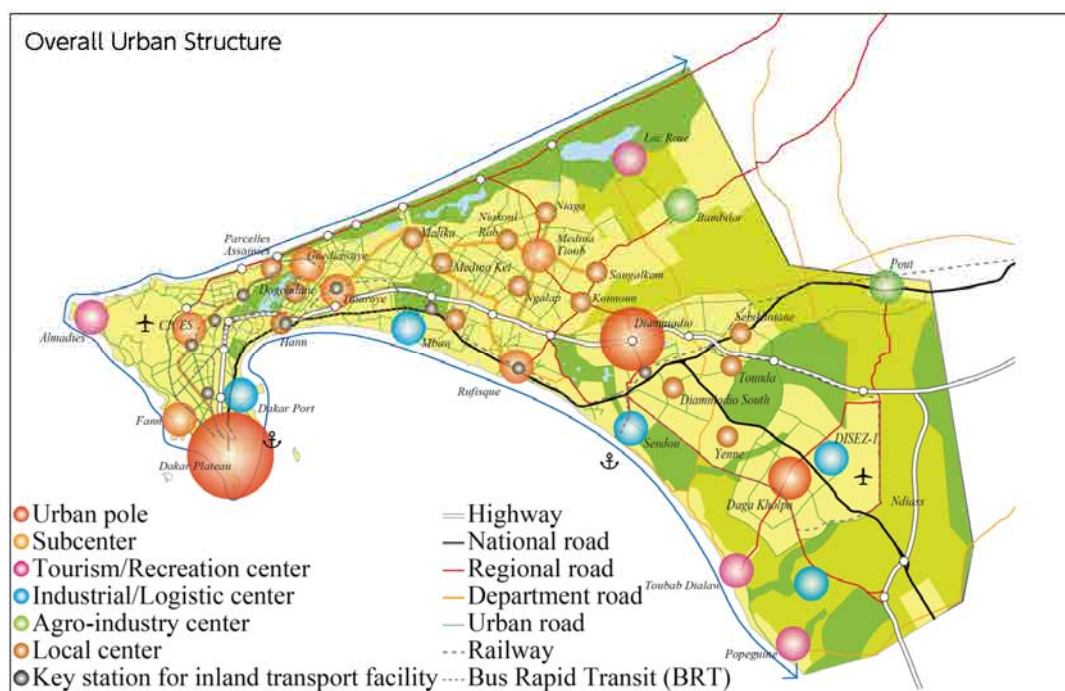 Overall Urban Structure
Lac Rose
Bambilor
Niaga
Niakoul
Rab
Malika
Medina
Tioub
Parcelles
Assainies
Guediawaye
Medina Kel
Sangalkam
Pout
Dogondane
Thiaroye
Ngalap
Kounoun
Almadies
CICES
Hann
Mbao
Diamniadio
Sebikhotane
Rufisque
Tounda
Diamniadio South
Dakar Port
Fann
Sendou
Yenne
DISEZ-1
Dakar Plateau
Daga Kholpa
Ndiass
Toubab Dialaw
Popeguine
Urban pole
Subcenter
Tourism/Recreation center
Industrial/Logistic center
Agro-industry center
Local center
Key station for inland transport facility
Highway
National road
Regional road
Department road
Urban road
Railway
Bus Rapid Transit (BRT)